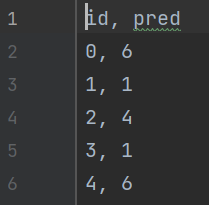 1 id, pred
2 0, 6
3 1, 1
4 2, 4
5 3, 1
6 4, 6